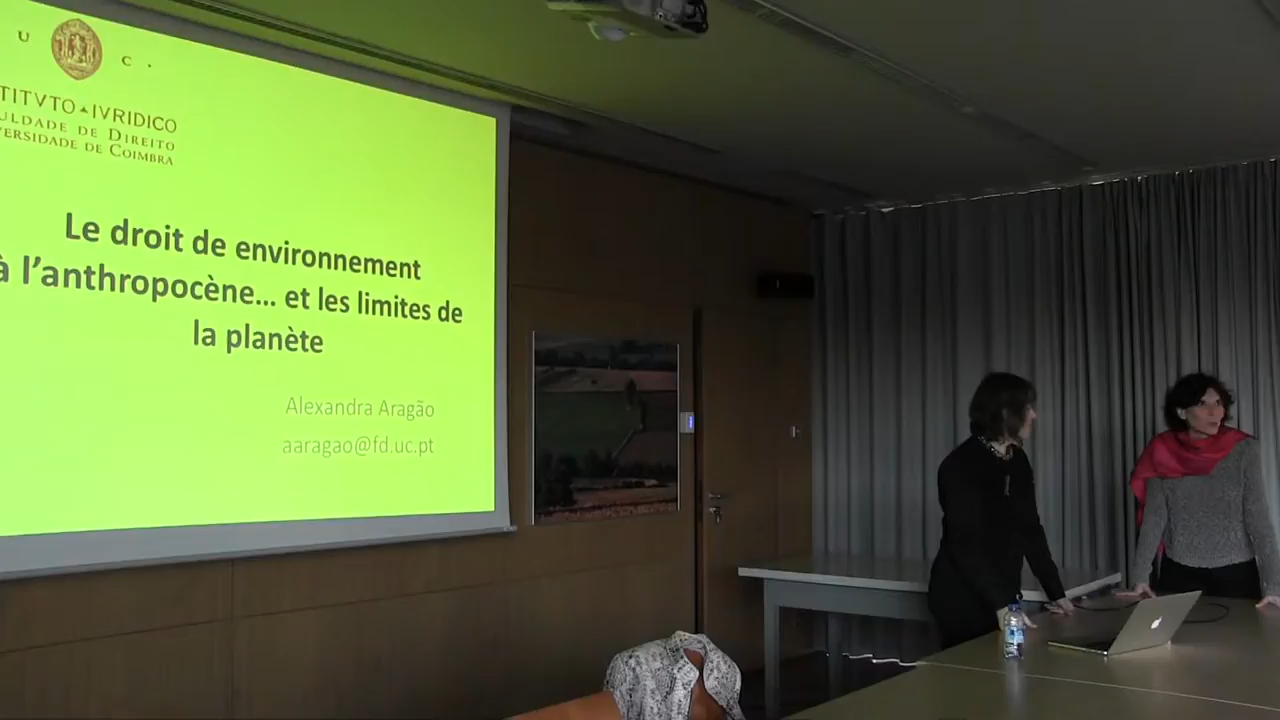 U C .
TITVTO IVRIDICO
ULDADE DE DIREITO
VERSIDADE DE COIMBRA
Le droit de environnement
à l'anthropocène... et les limites de
la planète
Alexandra Aragão
aaragao@fd.uc.pt